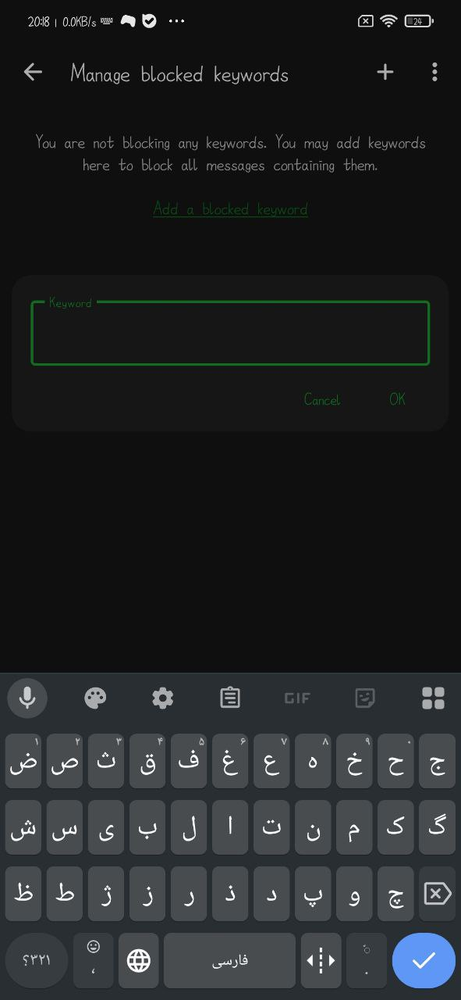 20:18 | 0.0KB/s 24
Manage blocked keywords
You are not blocking any keywords. You may add keywords
here to block all messages containing them.
Add a blocked keyword
Keyword
Cancel OK
GIF
۱ ۲ ۳ ۴ ۵ ۶ ۷ ۸ ۹ ۰
ض ص ث ق ف غ ع ه خ ح ج
ش س ی ب ل ا ت ن م ک گ
ظ ط ژ ز ر ذ د پ و چ
۳۲۱؟ ، فارسی .